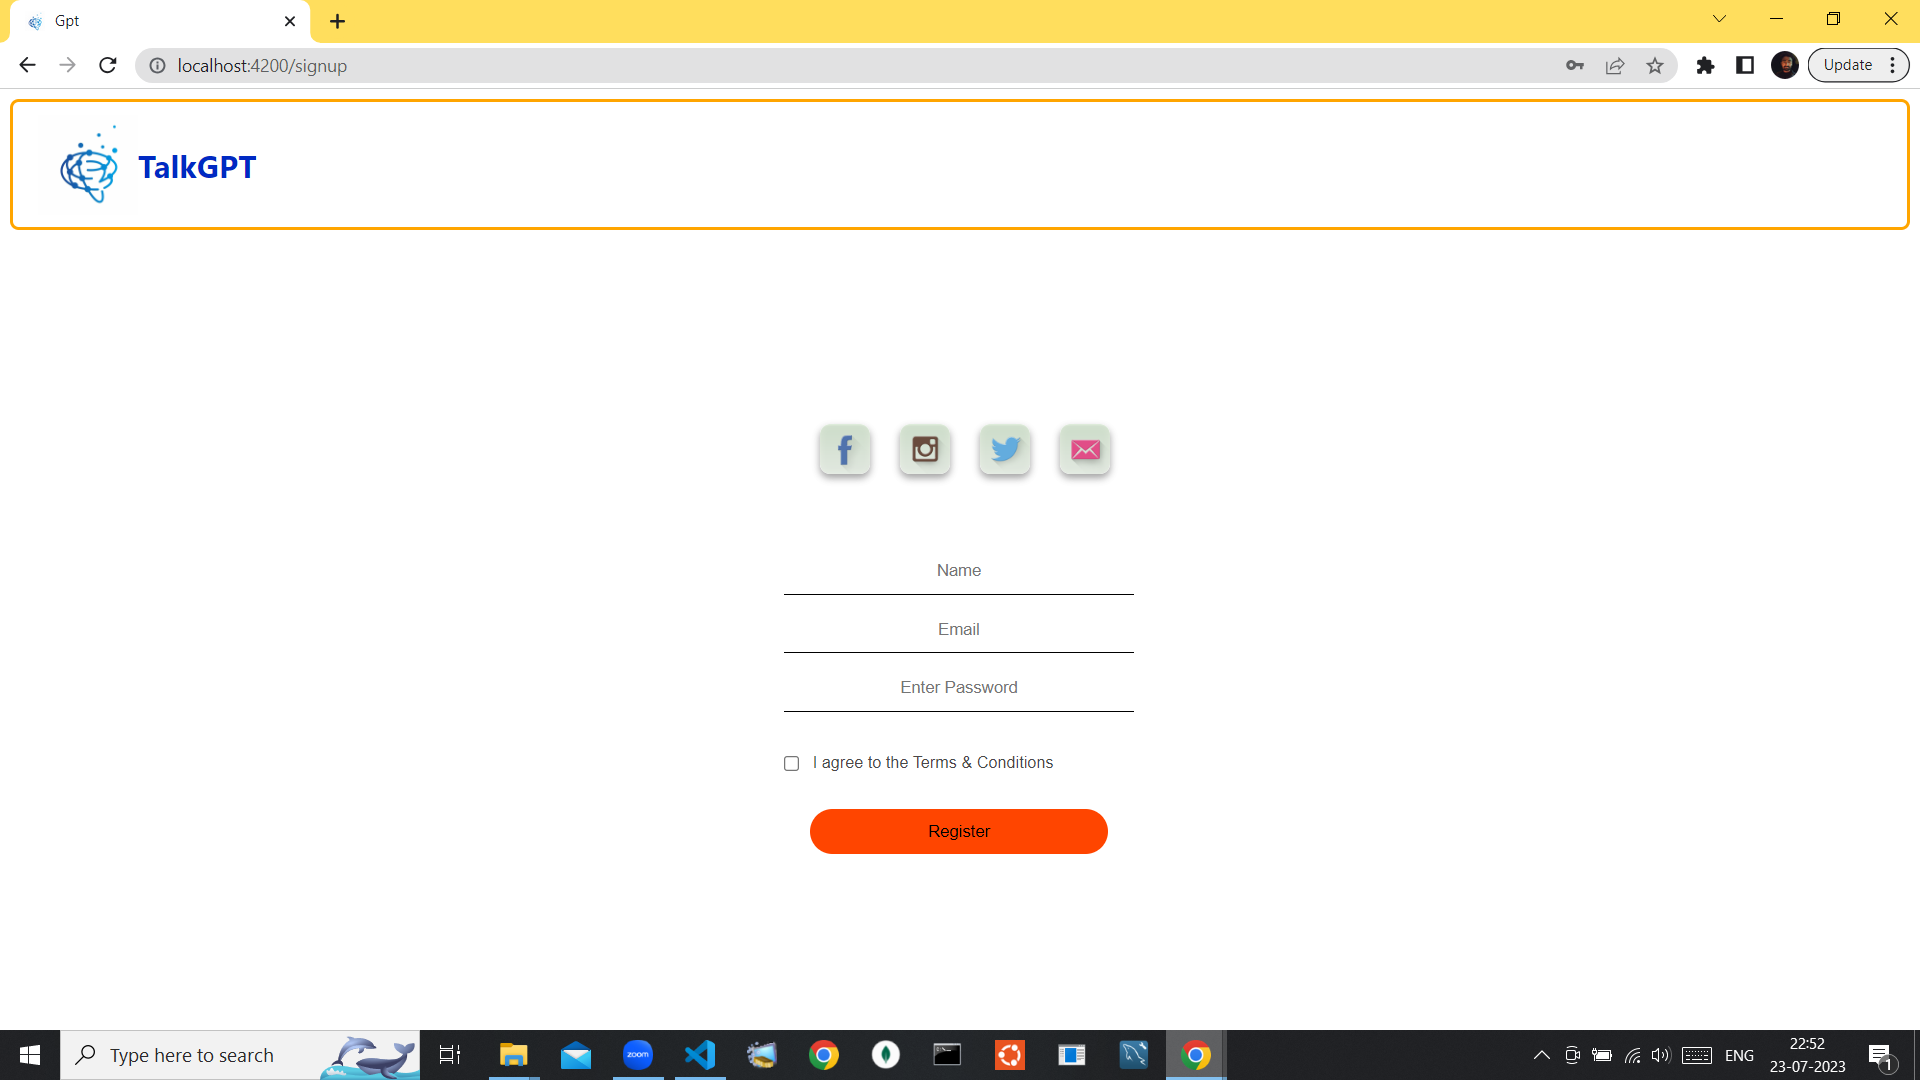 Gpt
localhost:4200/signup
Update
TalkGPT
Name
Email
Enter Password
I agree to the Terms & Conditions
Register
Type here to search
zoom
ENG
22:52
23-07-2023
1